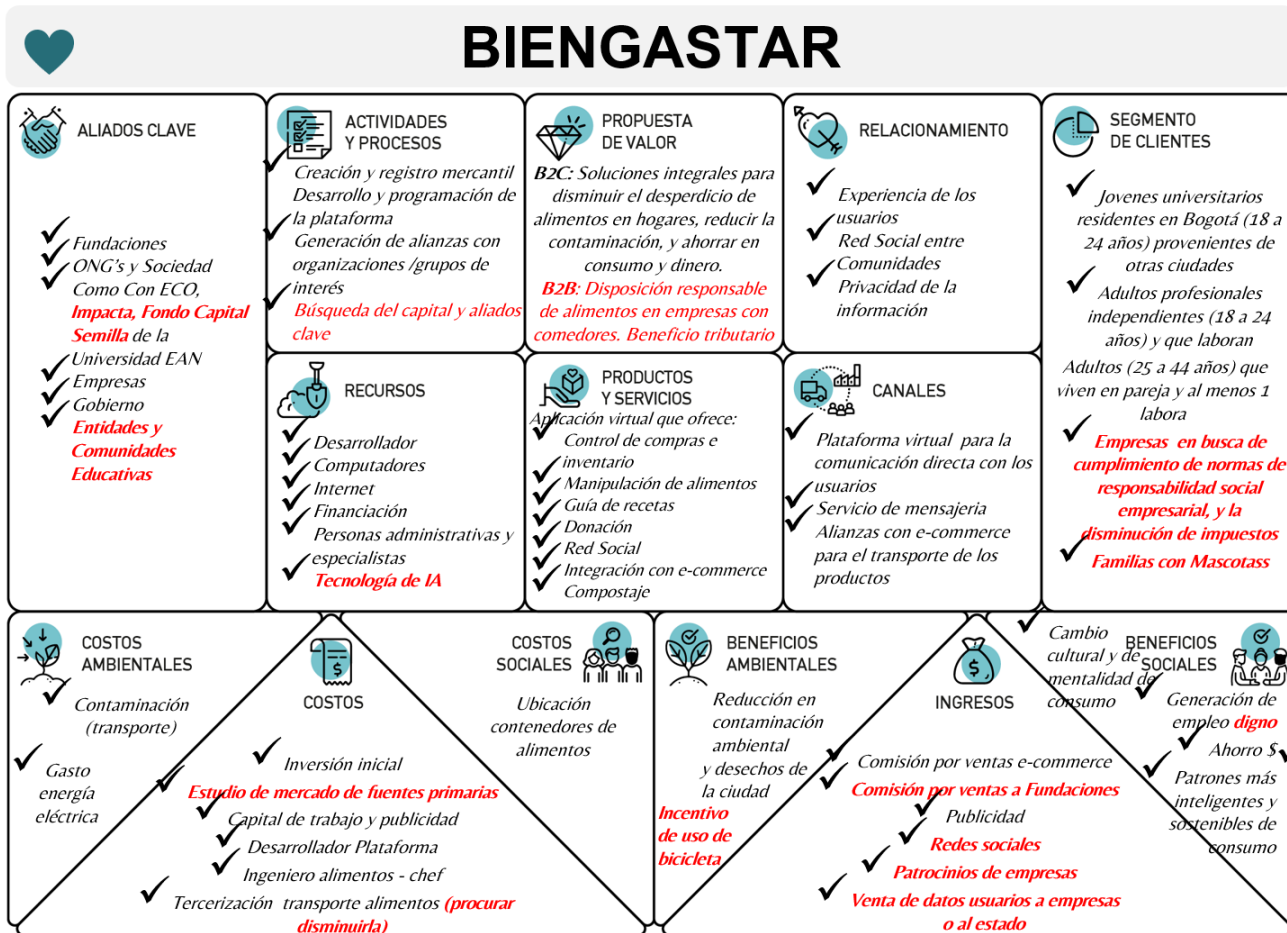 BIENGASTAR
ALIADOS CLAVE
Fundaciones
ONG's y Sociedad
Como Con ECO,
Impacta, Fondo Capital
Semilla de la
Universidad EAN
Empresas
Gobierno
Entidades y
Comunidades
Educativas
ACTIVIDADES
Y PROCESOS
Creación y registro mercantil
Desarrollo y programación de
la plataforma
Generación de alianzas con
organizaciones /grupos de
interés
Búsqueda del capital y aliados
clave
RECURSOS
Desarrollador
Computadores
Internet
Financiación
Personas administrativas y
especialistas
Tecnología de IA
PROPUESTA
DE VALOR
B2C: Soluciones integrales para
disminuir el desperdicio de
alimentos en hogares, reducir la
contaminación, y ahorrar en
consumo y dinero.
B2B: Disposición responsable
de alimentos en empresas con
comedores. Beneficio tributario
PRODUCTOS
Y SERVICIOS
Aplicación virtual que ofrece:
Control de compras e
inventario
Manipulación de alimentos
Guía de recetas
Donación
Red Social
Integración con e-commerce
Compostaje
RELACIONAMIENTO
Experiencia de los
usuarios
Red Social entre
Comunidades
Privacidad de la
información
CANALES
Plataforma virtual para la
comunicación directa con los
usuarios
Servicio de mensajeria
Alianzas con e-commerce
para el transporte de los
productos
SEGMENTO
DE CLIENTES
Jovenes universitarios
residentes en Bogotá (18 a
24 años) provenientes de
otras ciudades
Adultos profesionales
independientes (18 a 24
años) y que laboran
Adultos (25 a 44 años) que
viven en pareja y al menos 1
labora
Empresas en busca de
cumplimiento de normas de
responsabilidad social
empresarial, y la
disminución de impuestos
Familias con Mascotass
COSTOS
AMBIENTALES
Contaminación
(transporte)
Gasto
energía
eléctrica
COSTOS
Inversión inicial
Estudio de mercado de fuentes primarias
Capital de trabajo y publicidad
Desarrollador Plataforma
Ingeniero alimentos - chef
Tercerización transporte alimentos (procurar
disminuirla)
COSTOS
SOCIALES
Ubicación
contenedores de
alimentos
BENEFICIOS
AMBIENTALES
Reducción en
contaminación
ambiental
y desechos de
la ciudad
Incentivo
de uso de
bicicleta
INGRESOS
Comisión por ventas e-commerce
Comisión por ventas a Fundaciones
Publicidad
Redes sociales
Patrocinios de empresas
Venta de datos usuarios a empresas
o al estado
BENEFICIOS
SOCIALES
Cambio
cultural y de
mentalidad de
consumo
Generación de
empleo digno
Ahorro $
Patrones más
inteligentes y
sostenibles de
consumo